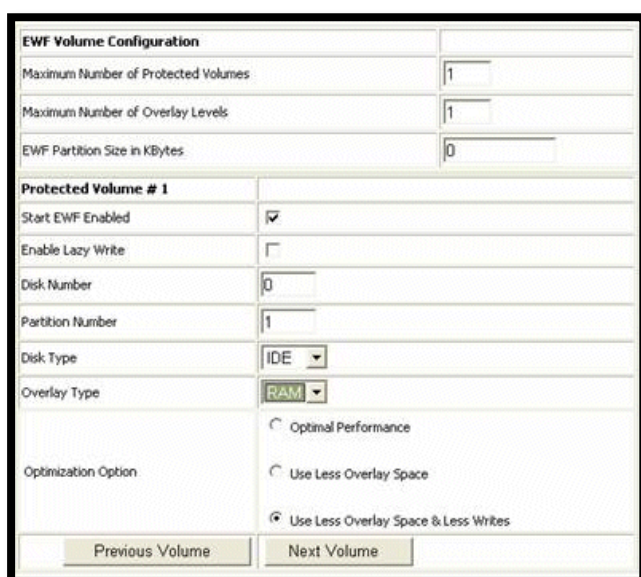 EWF Volume Configuration
Maximum Number of Protected Volumes 1
Maximum Number of Overlay Levels 1
EWF Partition Size in KBytes 0
Protected Volume # 1
Start EWF Enabled
Enable Lazy Write
Disk Number 0
Partition Number 1
Disk Type IDE
Overlay Type RAM
Optimal Performance
Optimization Option Use Less Overlay Space
Use Less Overlay Space & Less Writes
Previous Volume Next Volume